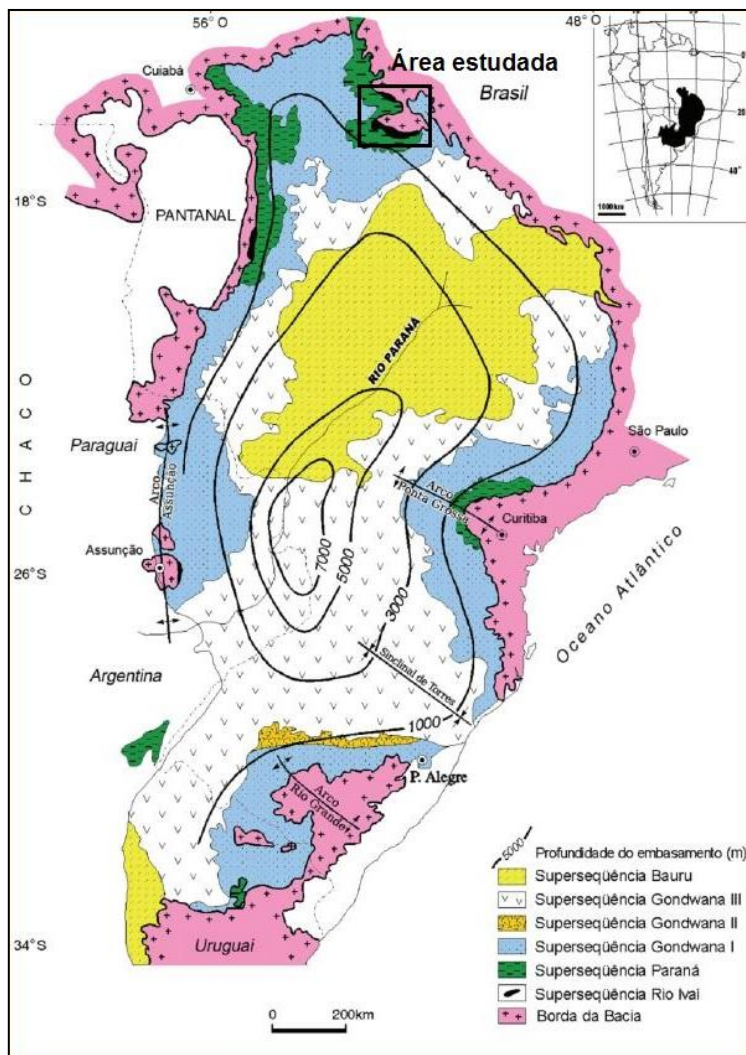 56° O
48° O
Cuiabá
Área estudada
Brasil
0°
20°
40°
1000km
18°S
PANTANAL
RIO PARANÁ
CHACO
Paraguai
Arco
Assunção
São Paulo
Arco
Ponta Grossa
Curitiba
Assunção
26°S
7000
5000
3000
Oceano Atlântico
Argentina
Sinclinal de Torres
1000
P. Alegre
Arco
Rio Grande
34°S
Uruguai
0 200km
5000 Profundidade do embasamento (m)
Superseqüência Bauru
Superseqüência Gondwana III
Superseqüência Gondwana II
Superseqüência Gondwana I
Superseqüência Paraná
Superseqüência Rio Ivaí
Borda da Bacia